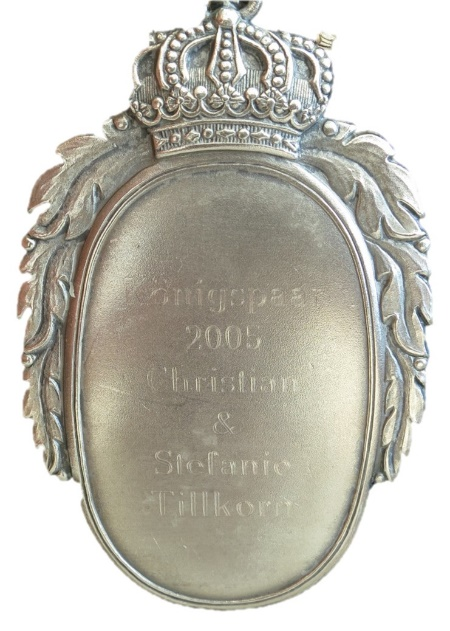 Königspaar
2005
Christian
&
Stefanie
Tillkorn